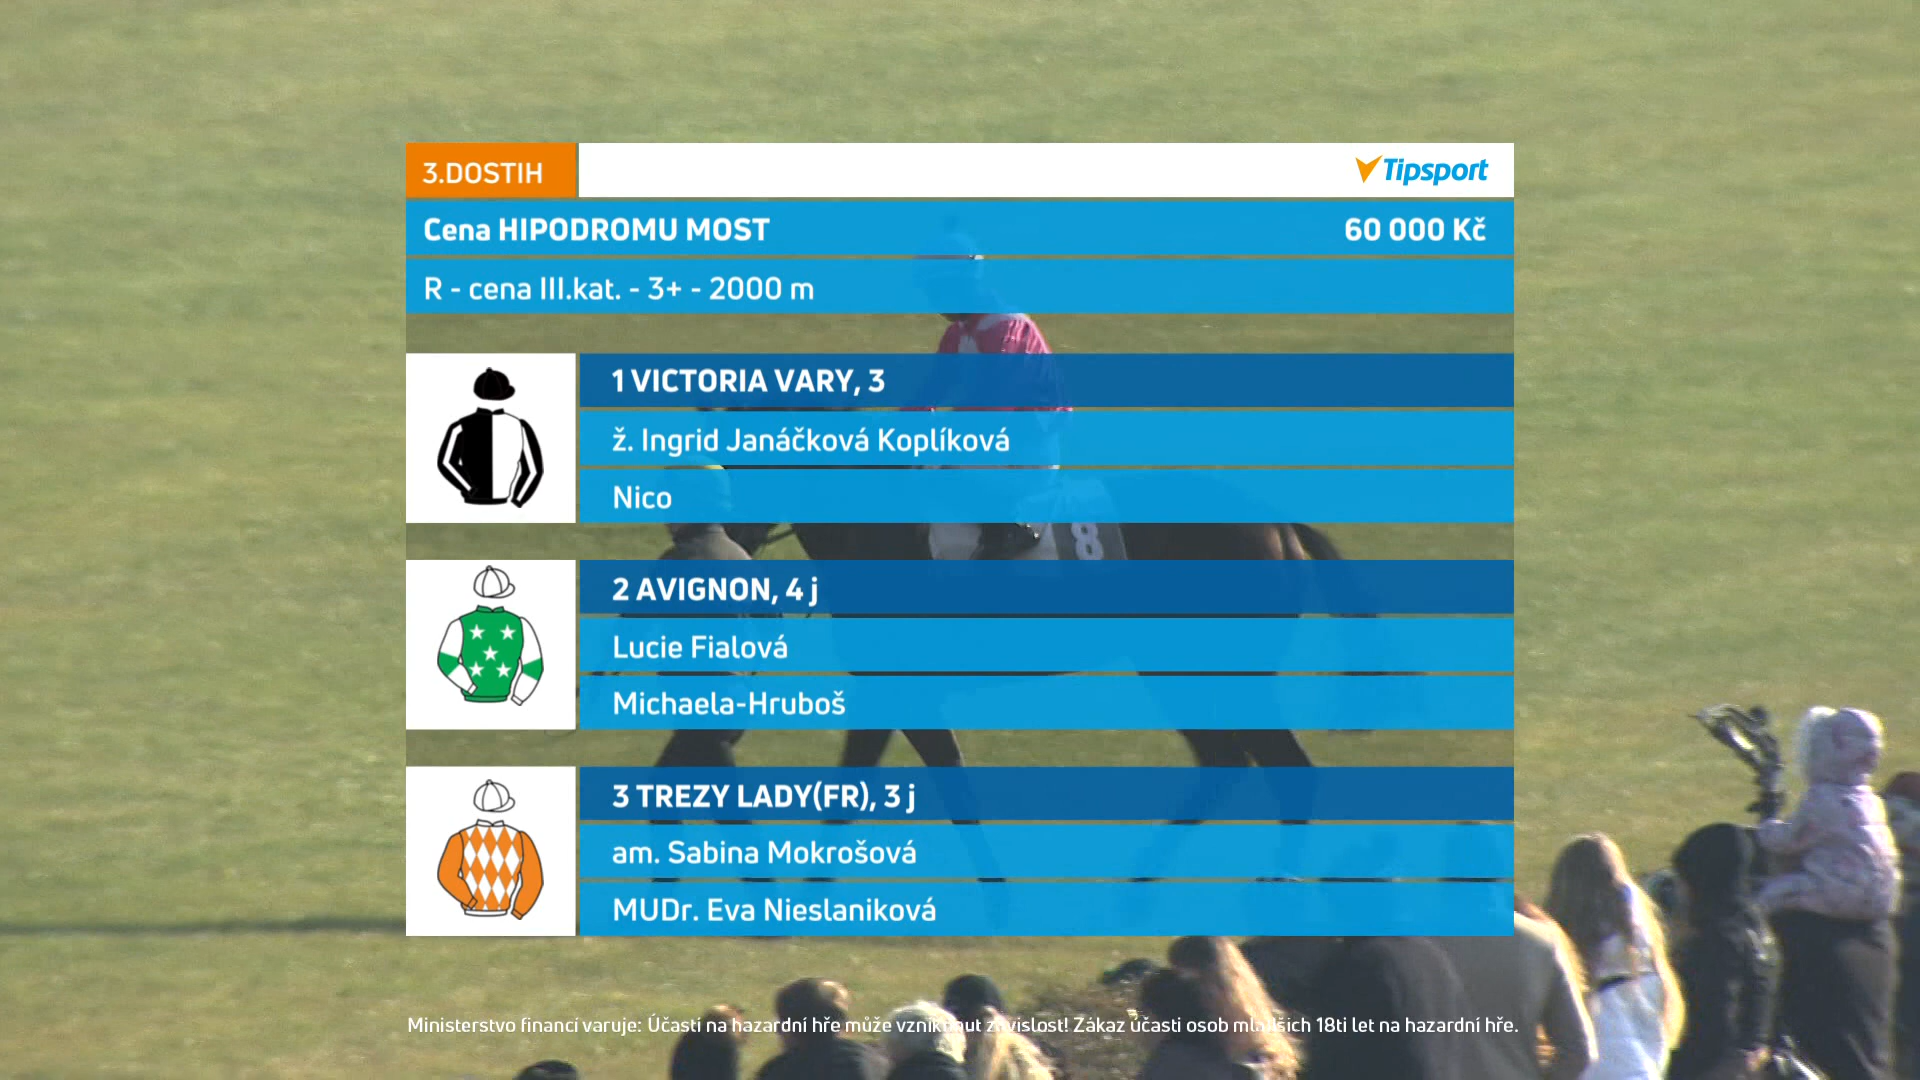 3.DOSTIH
Tipsport
Cena HIPODROMU MOST 60 000 Kč
R - cena III.kat. - 3+ - 2000 m
1 VICTORIA VARY, 3
ž. Ingrid Janáčková Koplíková
Nico
8
2 AVIGNON, 4 j
Lucie Fialová
Michaela-Hruboš
3 TREZY LADY(FR), 3 j
am. Sabina Mokrošová
MUDr. Eva Nieslaniková
Ministerstvo financí varuje: Účastí na hazardní hře může vzniknout závislost! Zákaz účasti osob mladších 18ti let na hazardní hře.